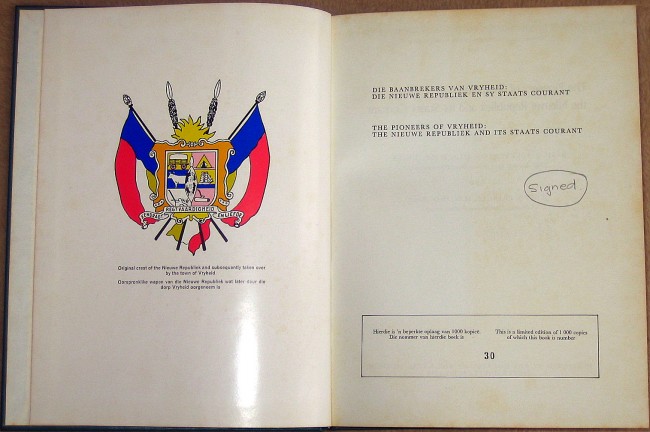 REGTVAARDIGHEID
Original crest of the Nieuwe Republiek and subsequently taken over
by the town of Vryheid
Oorspronklike wapen van die Nieuwe Republiek wat later deur die
dorp Vryheid oorgeneem is
DIE BAANBREKERS VAN VRYHEID:
DIE NIEUWE REPUBLIEK EN SY STAATS COURANT
THE PIONEERS OF VRYHEID:
THE NIEUWE REPUBLIEK AND ITS STAATS COURANT
Signed
Hierdie is 'n beperkte oplaag van 1000 kopieë.
Die nommer van hierdie boek is
This is a limited edition of 1 000 copies
of which this book is number
30